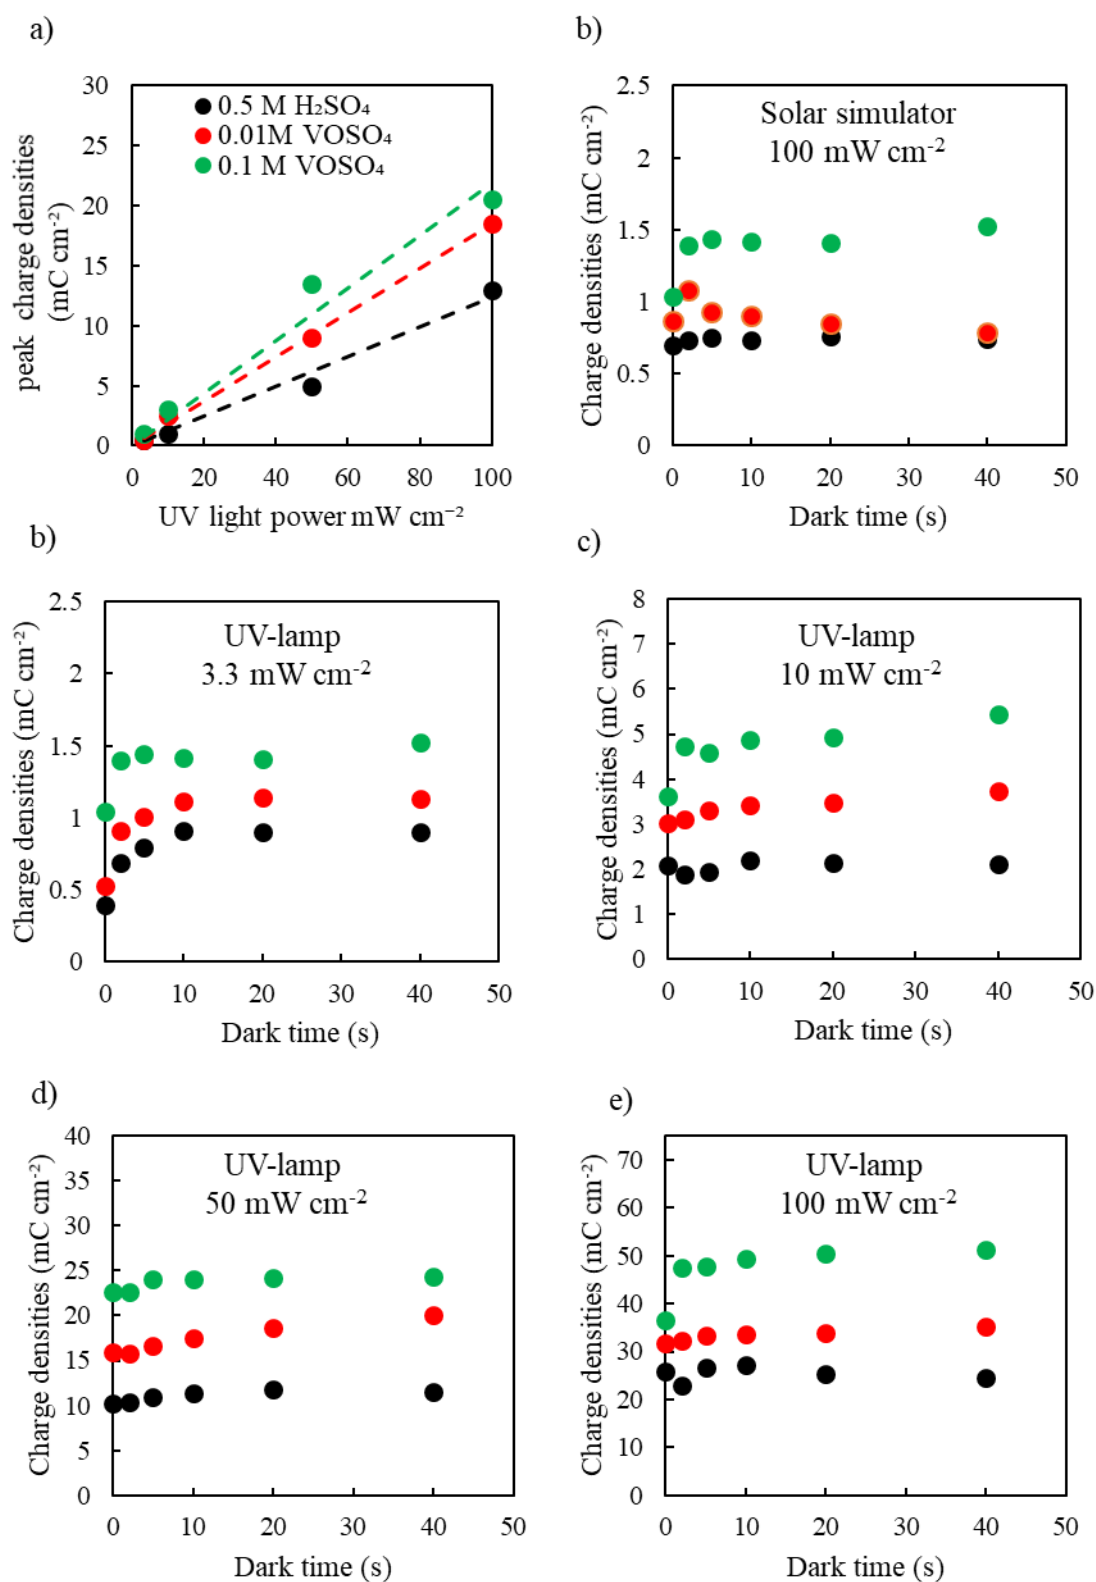 a)
peak charge densities
(mC cm⁻²)
30
25
20
15
10
5
0
0.5 M H₂SO₄
0.01M VOSO₄
0.1 M VOSO₄
0 20 40 60 80 100
UV light power mW cm⁻²
b)
Charge densities (mC cm⁻²)
2.5
2
1.5
1
0.5
0
Solar simulator
100 mW cm⁻²
0 10 20 30 40 50
Dark time (s)
b)
Charge densities (mC cm⁻²)
2.5
2
1.5
1
0.5
0
UV-lamp
3.3 mW cm⁻²
0 10 20 30 40 50
Dark time (s)
c)
Charge densities (mC cm⁻²)
8
7
6
5
4
3
2
1
0
UV-lamp
10 mW cm⁻²
0 10 20 30 40 50
Dark time (s)
d)
Charge densities (mC cm⁻²)
40
35
30
25
20
15
10
5
0
UV-lamp
50 mW cm⁻²
0 10 20 30 40 50
Dark time (s)
e)
Charge densities (mC cm⁻²)
70
60
50
40
30
20
10
0
UV-lamp
100 mW cm⁻²
0 10 20 30 40 50
Dark time (s)